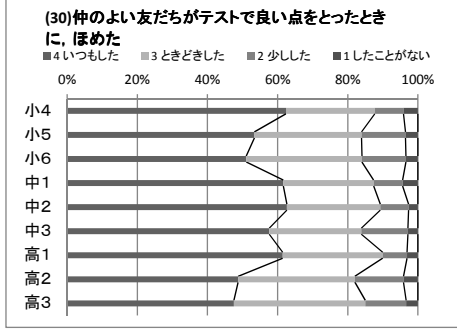 (30)仲のよい友だちがテストで良い点をとったとき
に，ほめた
4 いつもした 3 ときどきした 2 少しした 1 したことがない
0% 20% 40% 60% 80% 100%
小4
小5
小6
中1
中2
中3
高1
高2
高3